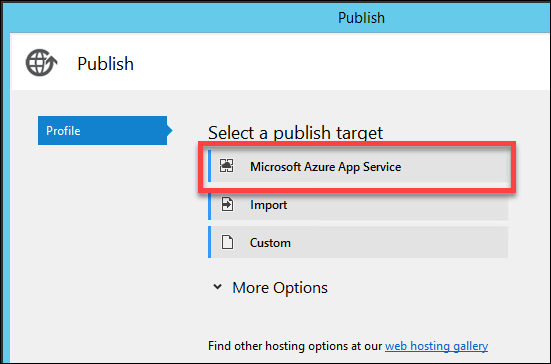 Publish
Publish
Profile
Select a publish target
Microsoft Azure App Service
Import
Custom
More Options
Find other hosting options at our web hosting gallery